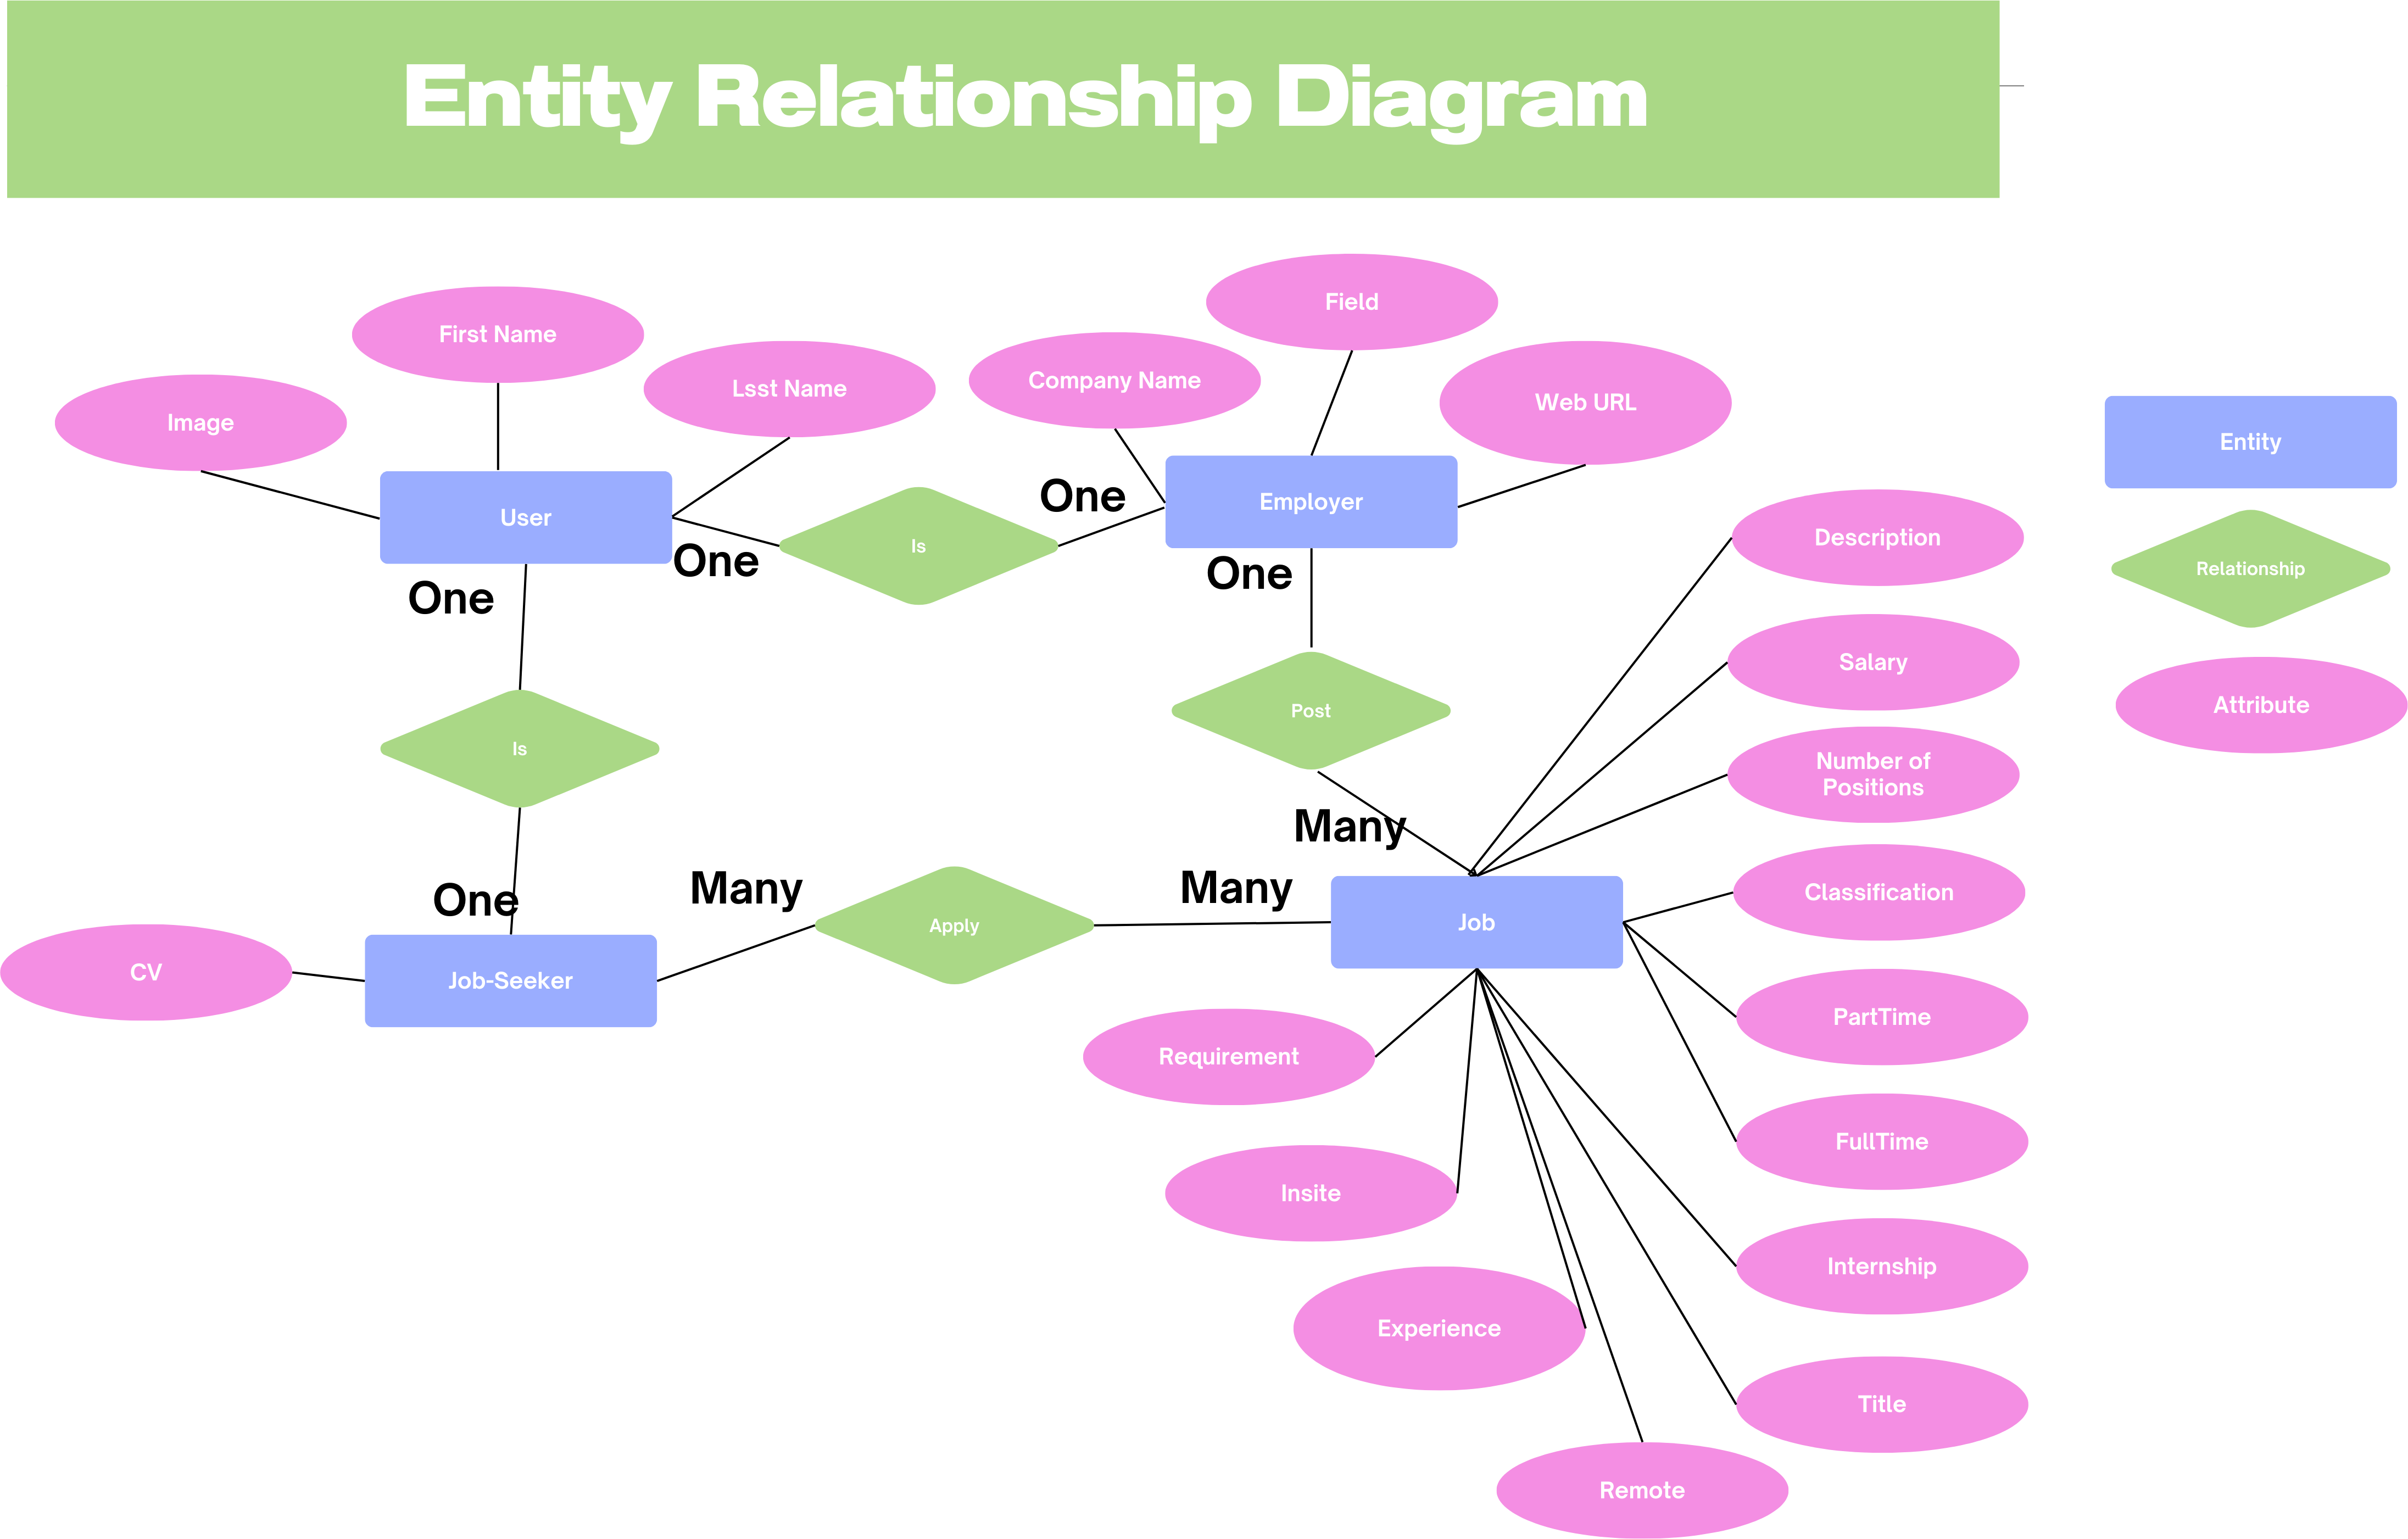 Entity Relationship Diagram
Field
First Name
Company Name
Lsst Name
Web URL
Image
Entity
One
Employer
User
Description
Is
One
One
Relationship
One
Salary
Attribute
Post
Is
Number of
Positions
Many
Many
Many
Classification
One
Job
Apply
CV
Job-Seeker
PartTime
Requirement
FullTime
Insite
Internship
Experience
Title
Remote